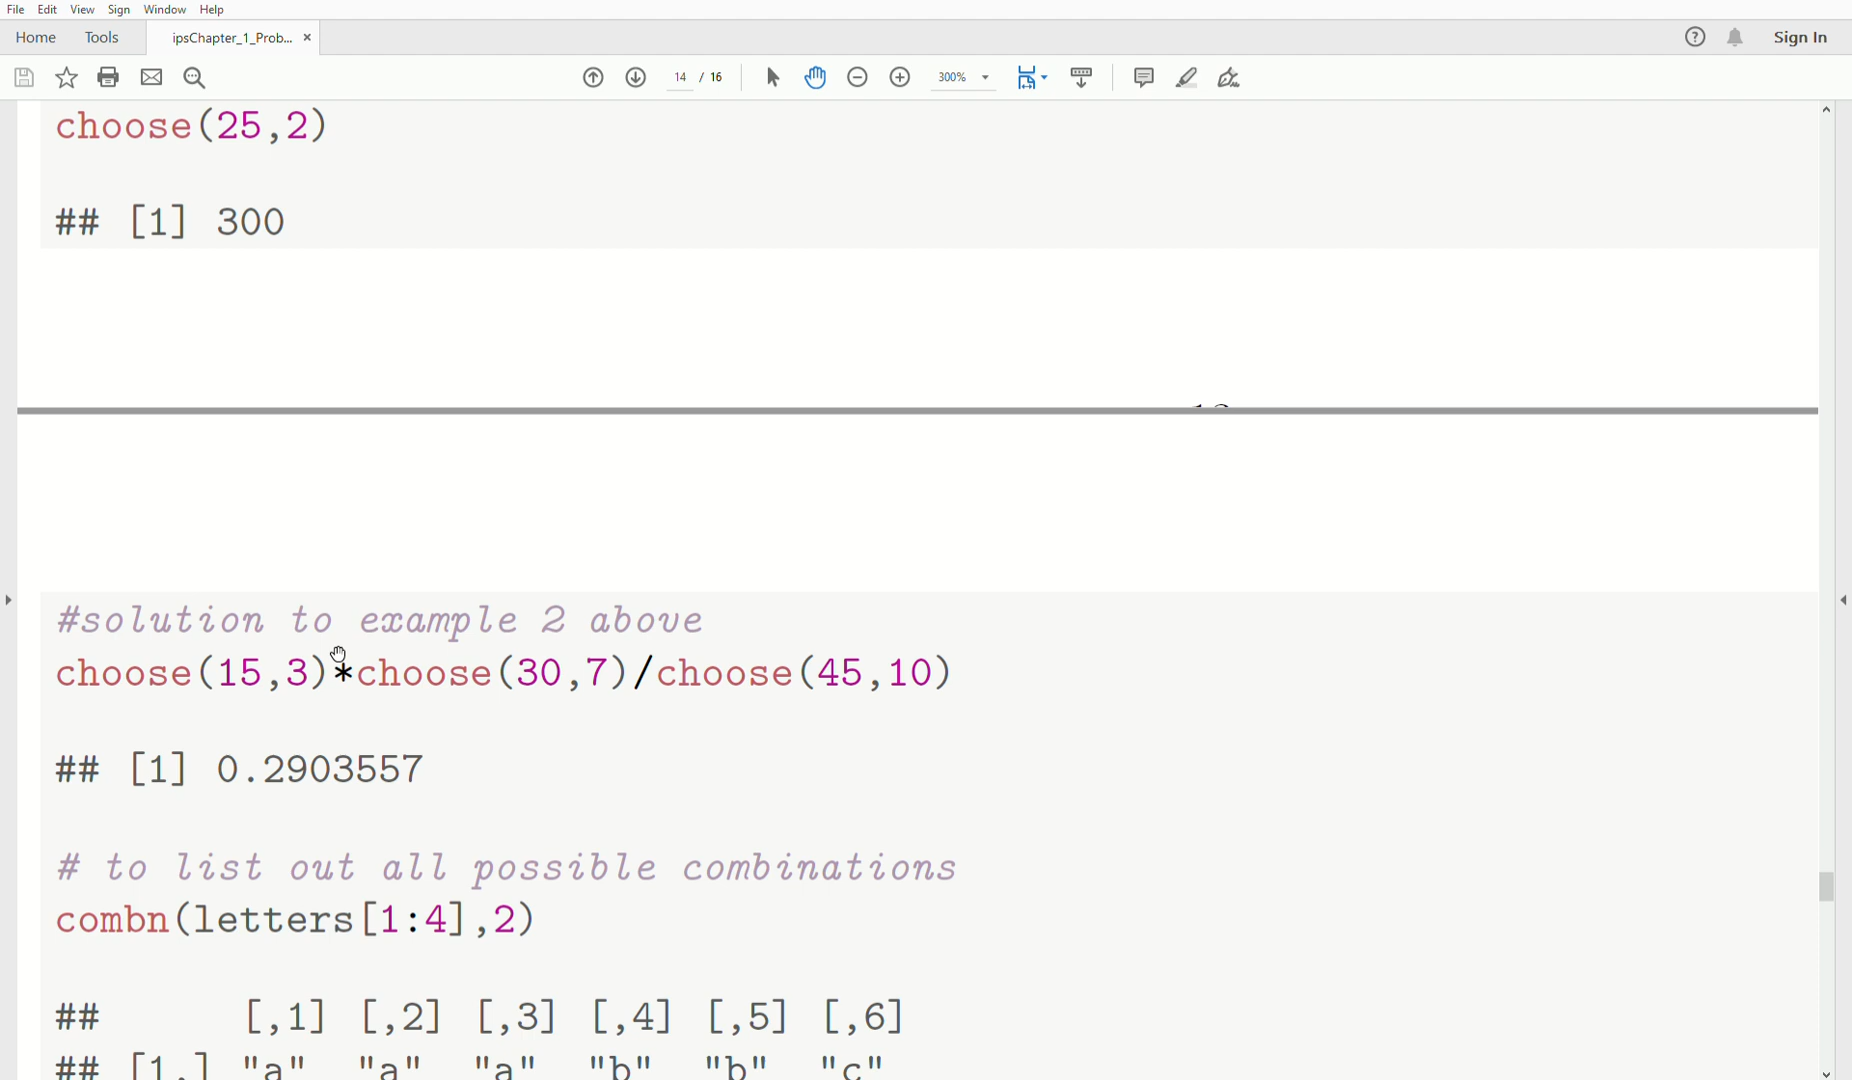 File Edit View Sign Window Help
Home Tools ipsChapter_1_Prob... × Sign In
14 / 16 300%
choose(25,2)
## [1] 300
#solution to example 2 above
choose(15,3)*choose(30,7)/choose(45,10)
## [1] 0.2903557
# to list out all possible combinations
combn(letters[1:4],2)
## [,1] [,2] [,3] [,4] [,5] [,6]
## [1,] "a" "a" "a" "b" "b" "c"